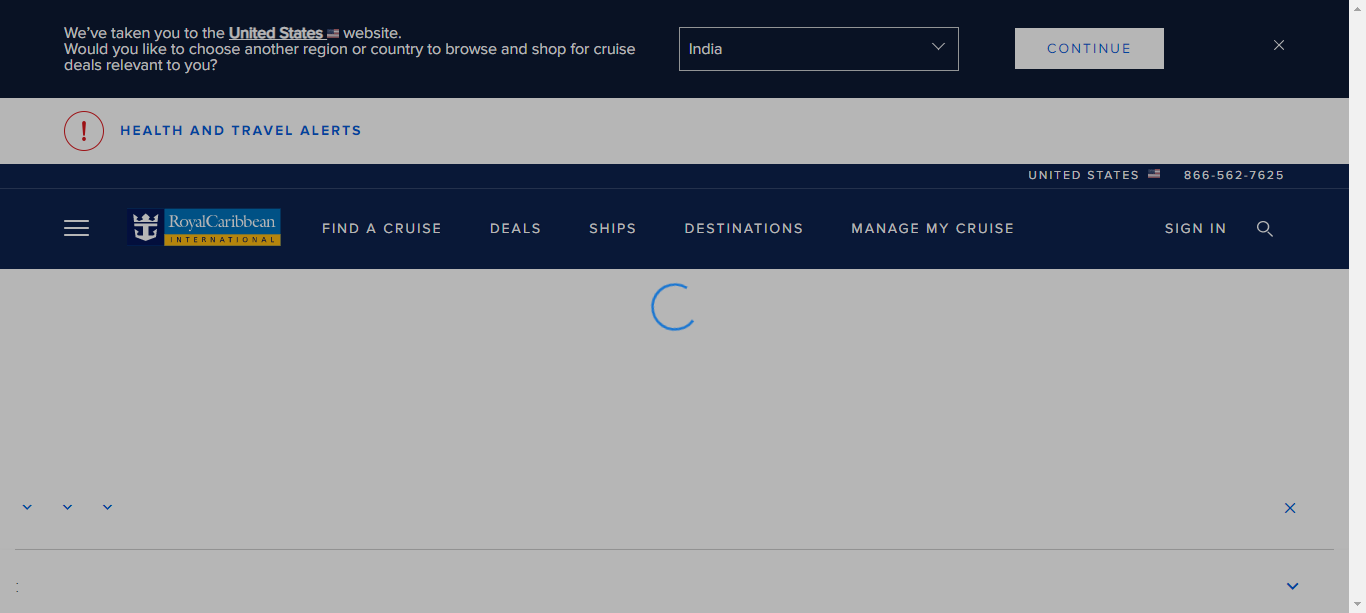 We've taken you to the United States website.
Would you like to choose another region or country to browse and shop for cruise
deals relevant to you?
India
CONTINUE
!
HEALTH AND TRAVEL ALERTS
UNITED STATES
866-562-7625
RoyalCaribbean
INTERNATIONAL
FIND A CRUISE
DEALS
SHIPS
DESTINATIONS
MANAGE MY CRUISE
SIGN IN
: